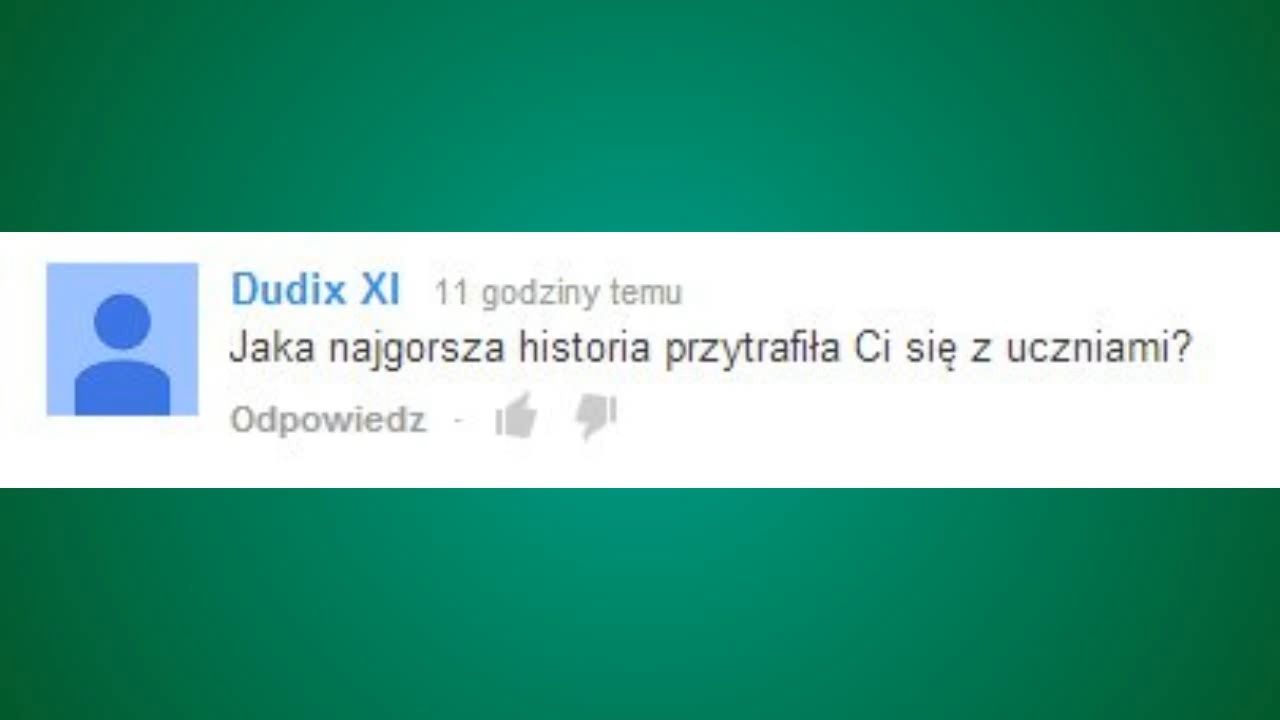 Dudix XI 11 godziny temu
Jaka najgorsza historia przytrafiła Ci się z uczniami?
Odpowiedz ·